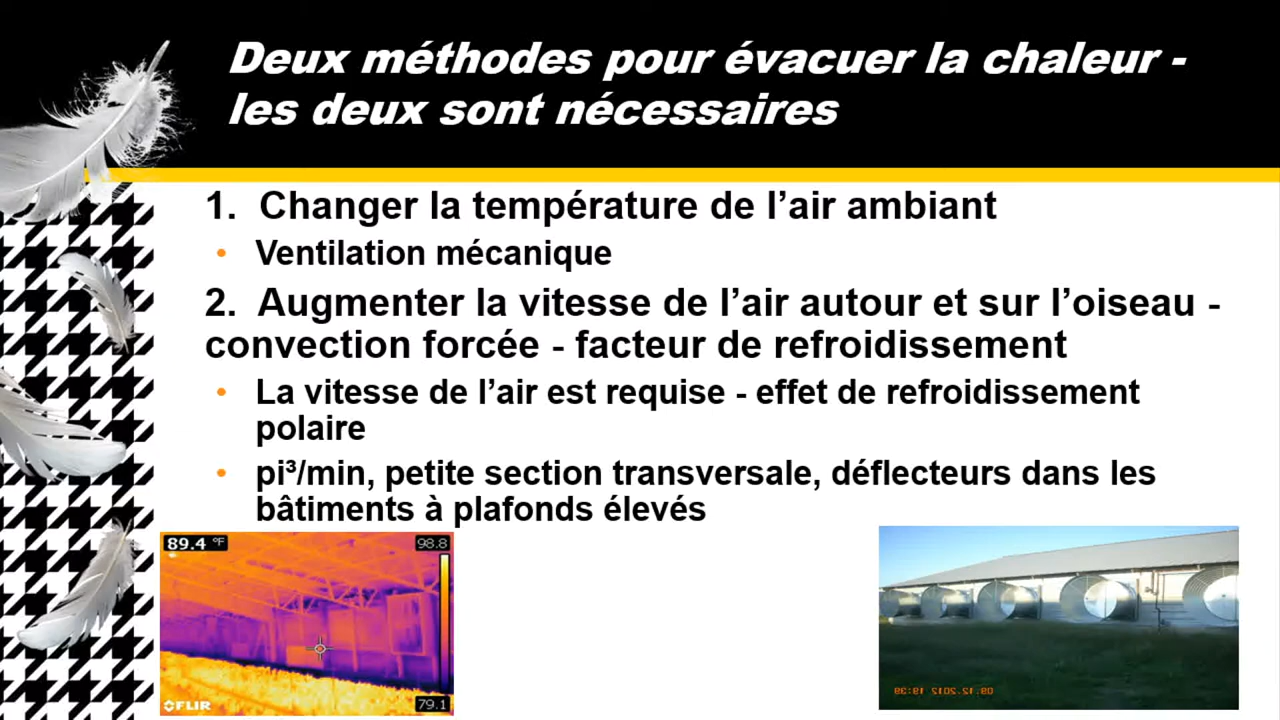 Deux méthodes pour évacuer la chaleur -
les deux sont nécessaires
1. Changer la température de l’air ambiant
• Ventilation mécanique
2. Augmenter la vitesse de l’air autour et sur l’oiseau -
convection forcée - facteur de refroidissement
• La vitesse de l’air est requise - effet de refroidissement
polaire
• pi³/min, petite section transversale, déflecteurs dans les
bâtiments à plafonds élevés
89.4 °F
98.8
79.1
FLIR